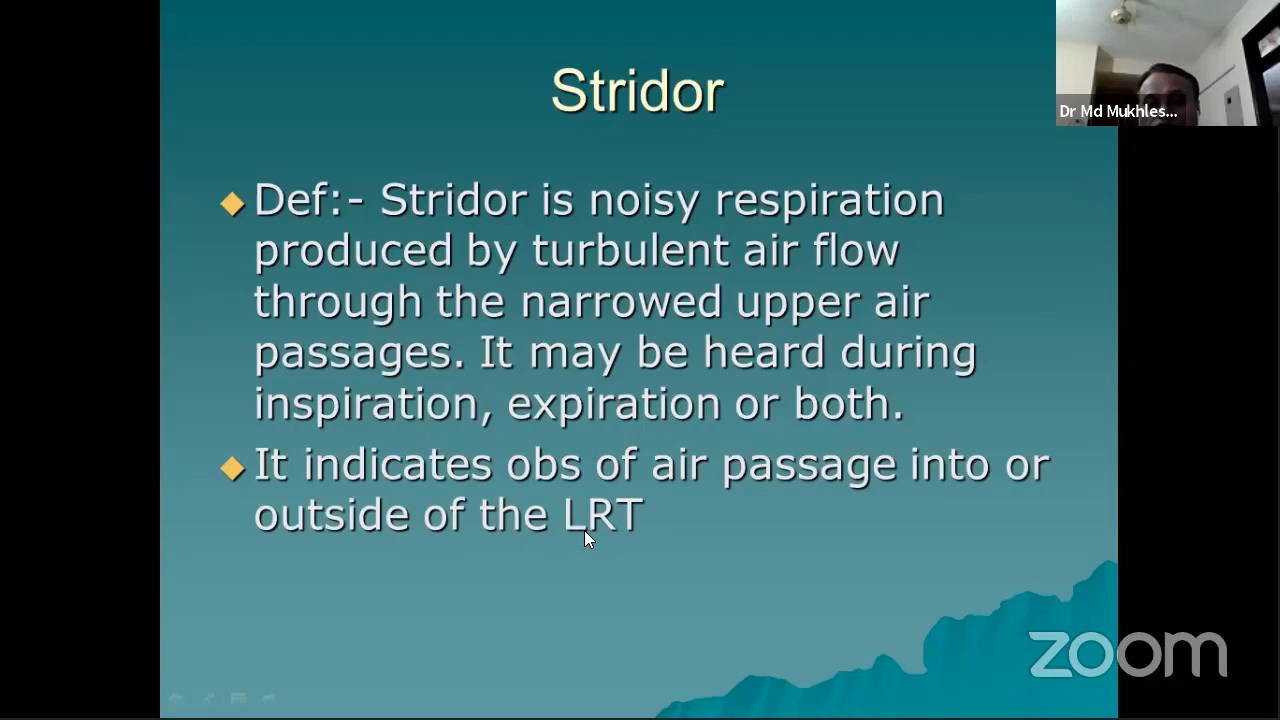 Stridor
Dr Md Mukhles...
Def:- Stridor is noisy respiration
produced by turbulent air flow
through the narrowed upper air
passages. It may be heard during
inspiration, expiration or both.
It indicates obs of air passage into or
outside of the LRT
zoom